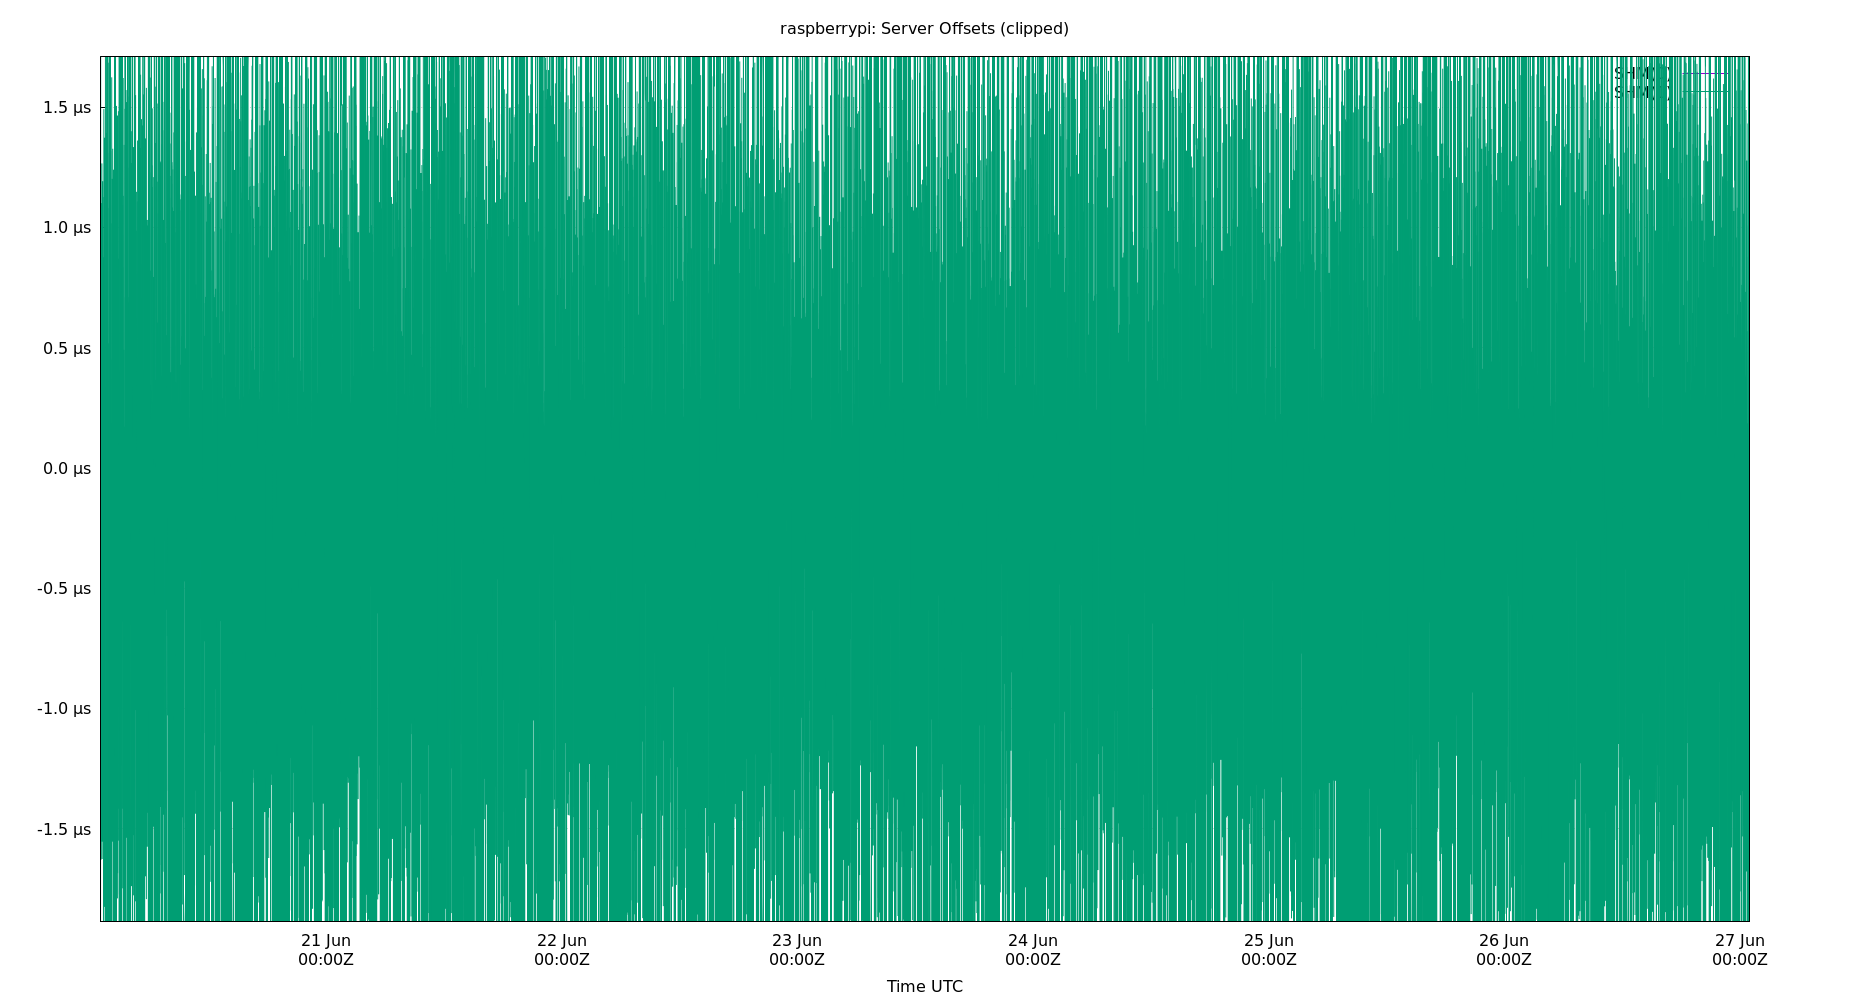 raspberrypi: Server Offsets (clipped)
1.5 µs
1.0 µs
0.5 µs
0.0 µs
-0.5 µs
-1.0 µs
-1.5 µs
21 Jun
00:00Z
22 Jun
00:00Z
23 Jun
00:00Z
24 Jun
00:00Z
25 Jun
00:00Z
26 Jun
00:00Z
27 Jun
00:00Z
Time UTC